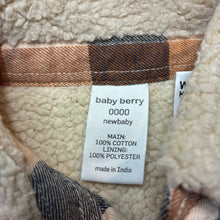 baby berry
0000
newbaby
MAIN:
100% COTTON
LINING:
100% POLYESTER
made in India